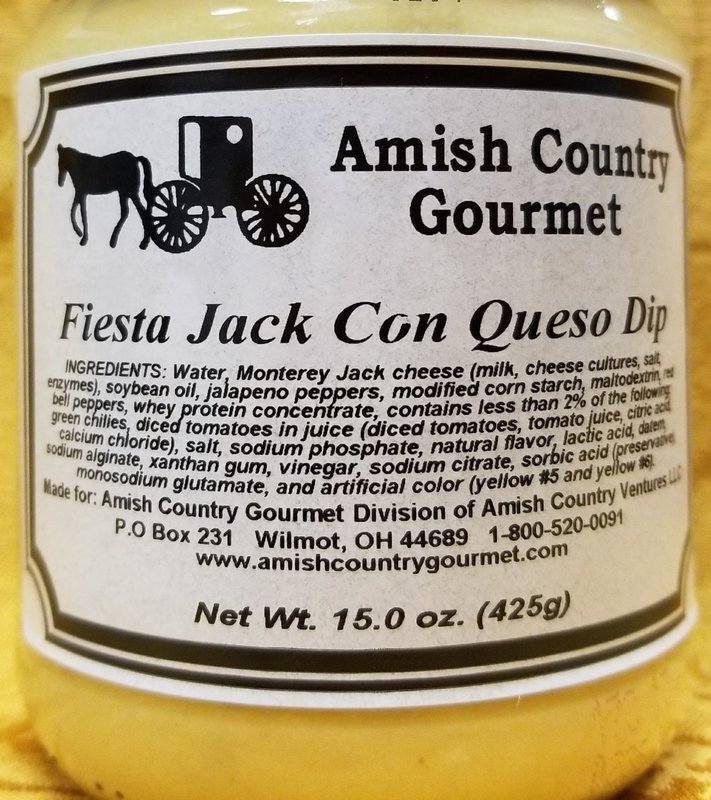 Amish Country
Gourmet
Fiesta Jack Con Queso Dip
INGREDIENTS: Water, Monterey Jack cheese (milk, cheese cultures, salt,
enzymes), soybean oil, jalapeno peppers, modified corn starch, maltodextrin, red
bell peppers, whey protein concentrate, contains less than 2% of the following:
green chilies, diced tomatoes in juice (diced tomatoes, tomato juice, citric acid,
calcium chloride), salt, sodium phosphate, natural flavor, lactic acid, datem,
sodium alginate, xanthan gum, vinegar, sodium citrate, sorbic acid (preservative),
monosodium glutamate, and artificial color (yellow #5 and yellow #6).
Made for: Amish Country Gourmet Division of Amish Country Ventures LLC
P.O Box 231 Wilmot, OH 44689 1-800-520-0091
www.amishcountrygourmet.com
Net Wt. 15.0 oz. (425g)